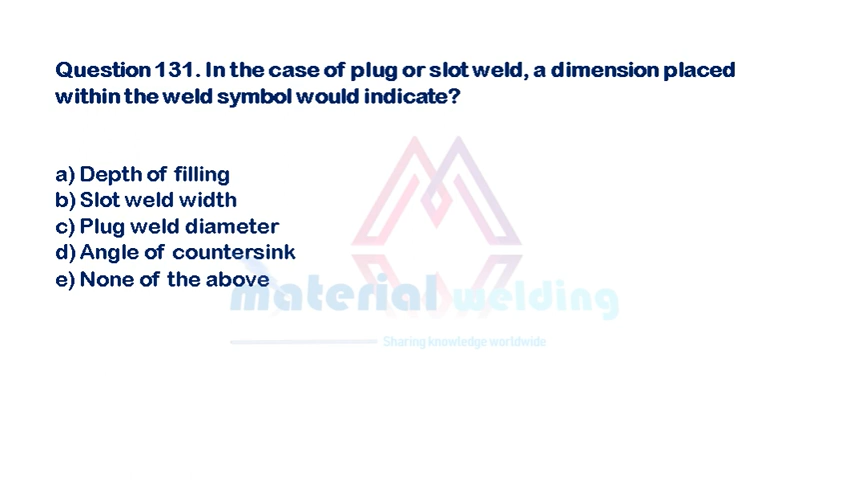 Question 131. In the case of plug or slot weld, a dimension placed
within the weld symbol would indicate?
a) Depth of filling
b) Slot weld width
c) Plug weld diameter
d) Angle of countersink
e) None of the above
material welding
Sharing knowledge worldwide